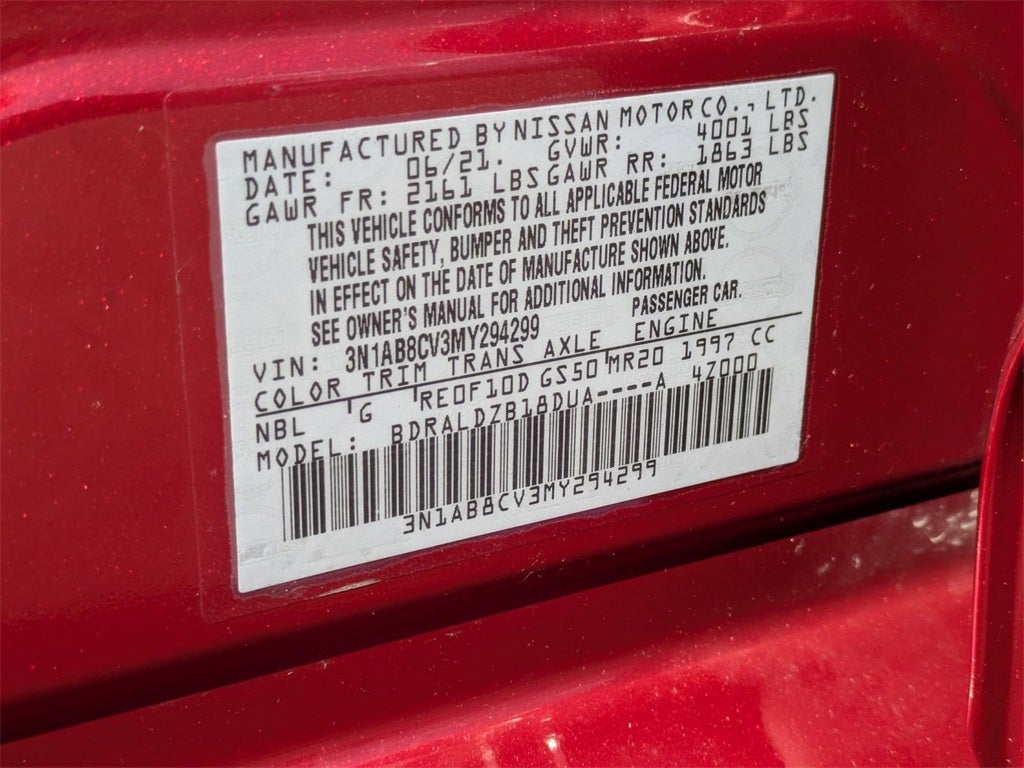 MANUFACTURED BY NISSAN MOTOR CO., LTD.
DATE: 06/21. GVWR: 4001 LBS
GAWR FR: 2161 LBS GAWR RR: 1863 LBS
THIS VEHICLE CONFORMS TO ALL APPLICABLE FEDERAL MOTOR
VEHICLE SAFETY, BUMPER AND THEFT PREVENTION STANDARDS
IN EFFECT ON THE DATE OF MANUFACTURE SHOWN ABOVE.
SEE OWNER'S MANUAL FOR ADDITIONAL INFORMATION.
VIN: 3N1AB8CV3MY294299 PASSENGER CAR.
COLOR TRIM TRANS AXLE ENGINE
NBL G RE0F10D GS50 MR20 1997 CC
MODEL: BDRALDZB18DUA----A 4Z000
3N1AB8CV3MY294299